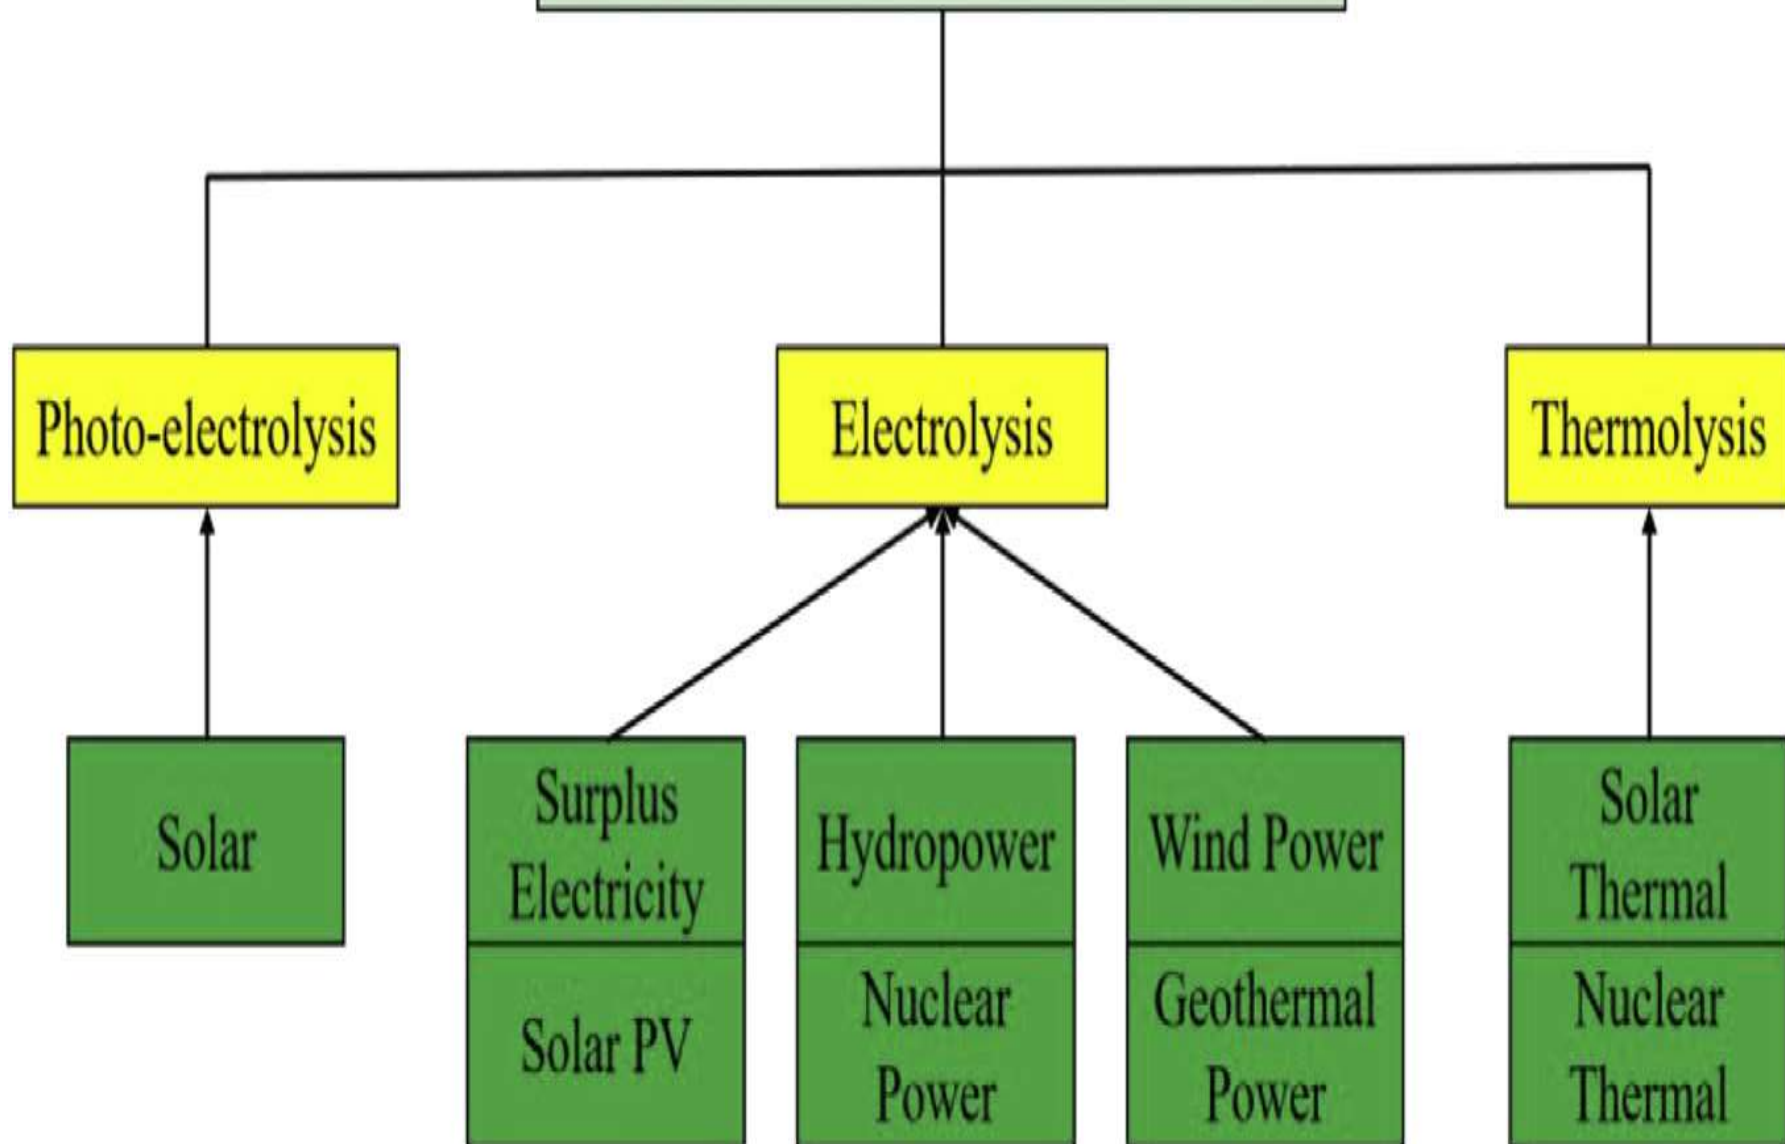 Photo-electrolysis
Electrolysis
Thermolysis
Solar
Surplus
Electricity
Solar PV
Hydropower
Nuclear
Power
Wind Power
Geothermal
Power
Solar
Thermal
Nuclear
Thermal